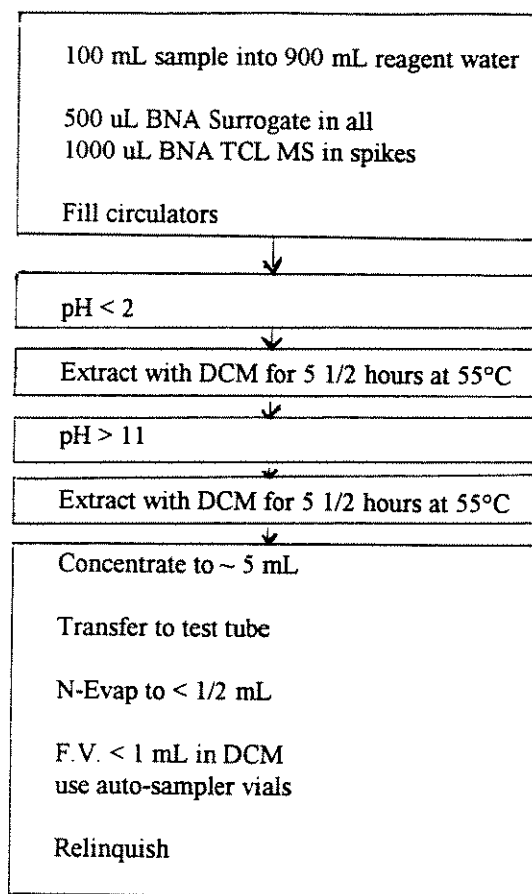 100 mL sample into 900 mL reagent water
500 uL BNA Surrogate in all
1000 uL BNA TCL MS in spikes
Fill circulators
pH < 2
Extract with DCM for 5 1/2 hours at 55°C
pH > 11
Extract with DCM for 5 1/2 hours at 55°C
Concentrate to ~ 5 mL
Transfer to test tube
N-Evap to < 1/2 mL
F.V. < 1 mL in DCM
use auto-sampler vials
Relinquish